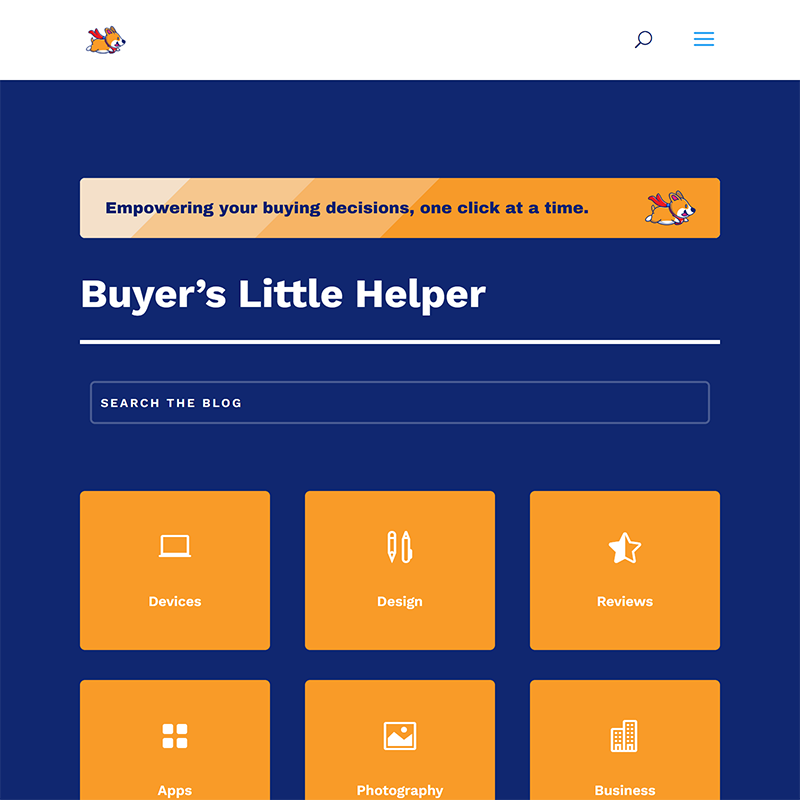 Empowering your buying decisions, one click at a time.
Buyer’s Little Helper
SEARCH THE BLOG
Devices
Design
Reviews
Apps
Photography
Business